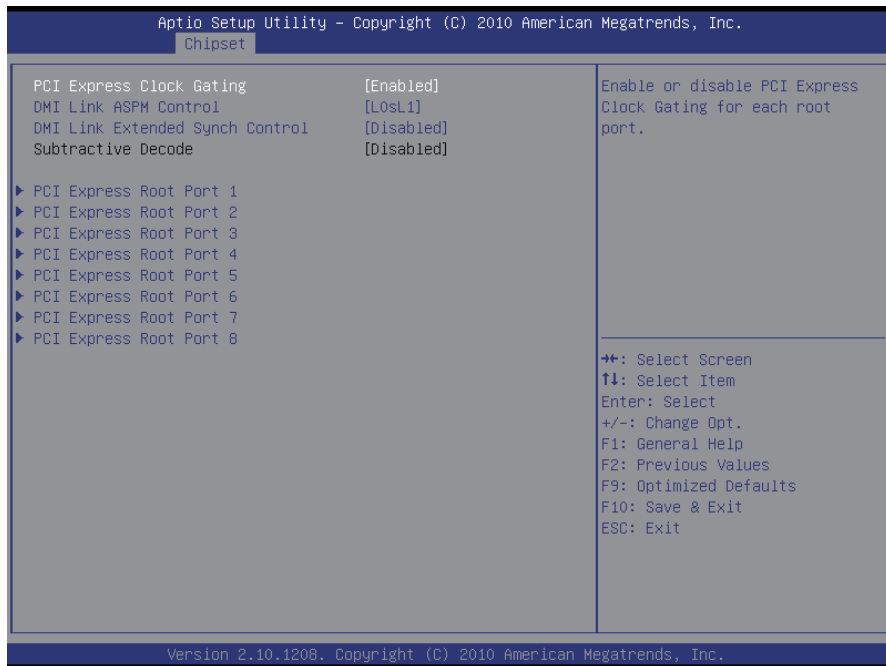 Aptio Setup Utility – Copyright (C) 2010 American Megatrends, Inc.
Chipset
PCI Express Clock Gating [Enabled]
DMI Link ASPM Control [L0sL1]
DMI Link Extended Synch Control [Disabled]
Subtractive Decode [Disabled]
▶ PCI Express Root Port 1
▶ PCI Express Root Port 2
▶ PCI Express Root Port 3
▶ PCI Express Root Port 4
▶ PCI Express Root Port 5
▶ PCI Express Root Port 6
▶ PCI Express Root Port 7
▶ PCI Express Root Port 8
Enable or disable PCI Express
Clock Gating for each root
port.
→←: Select Screen
↑↓: Select Item
Enter: Select
+/-: Change Opt.
F1: General Help
F2: Previous Values
F9: Optimized Defaults
F10: Save & Exit
ESC: Exit
Version 2.10.1208. Copyright (C) 2010 American Megatrends, Inc.